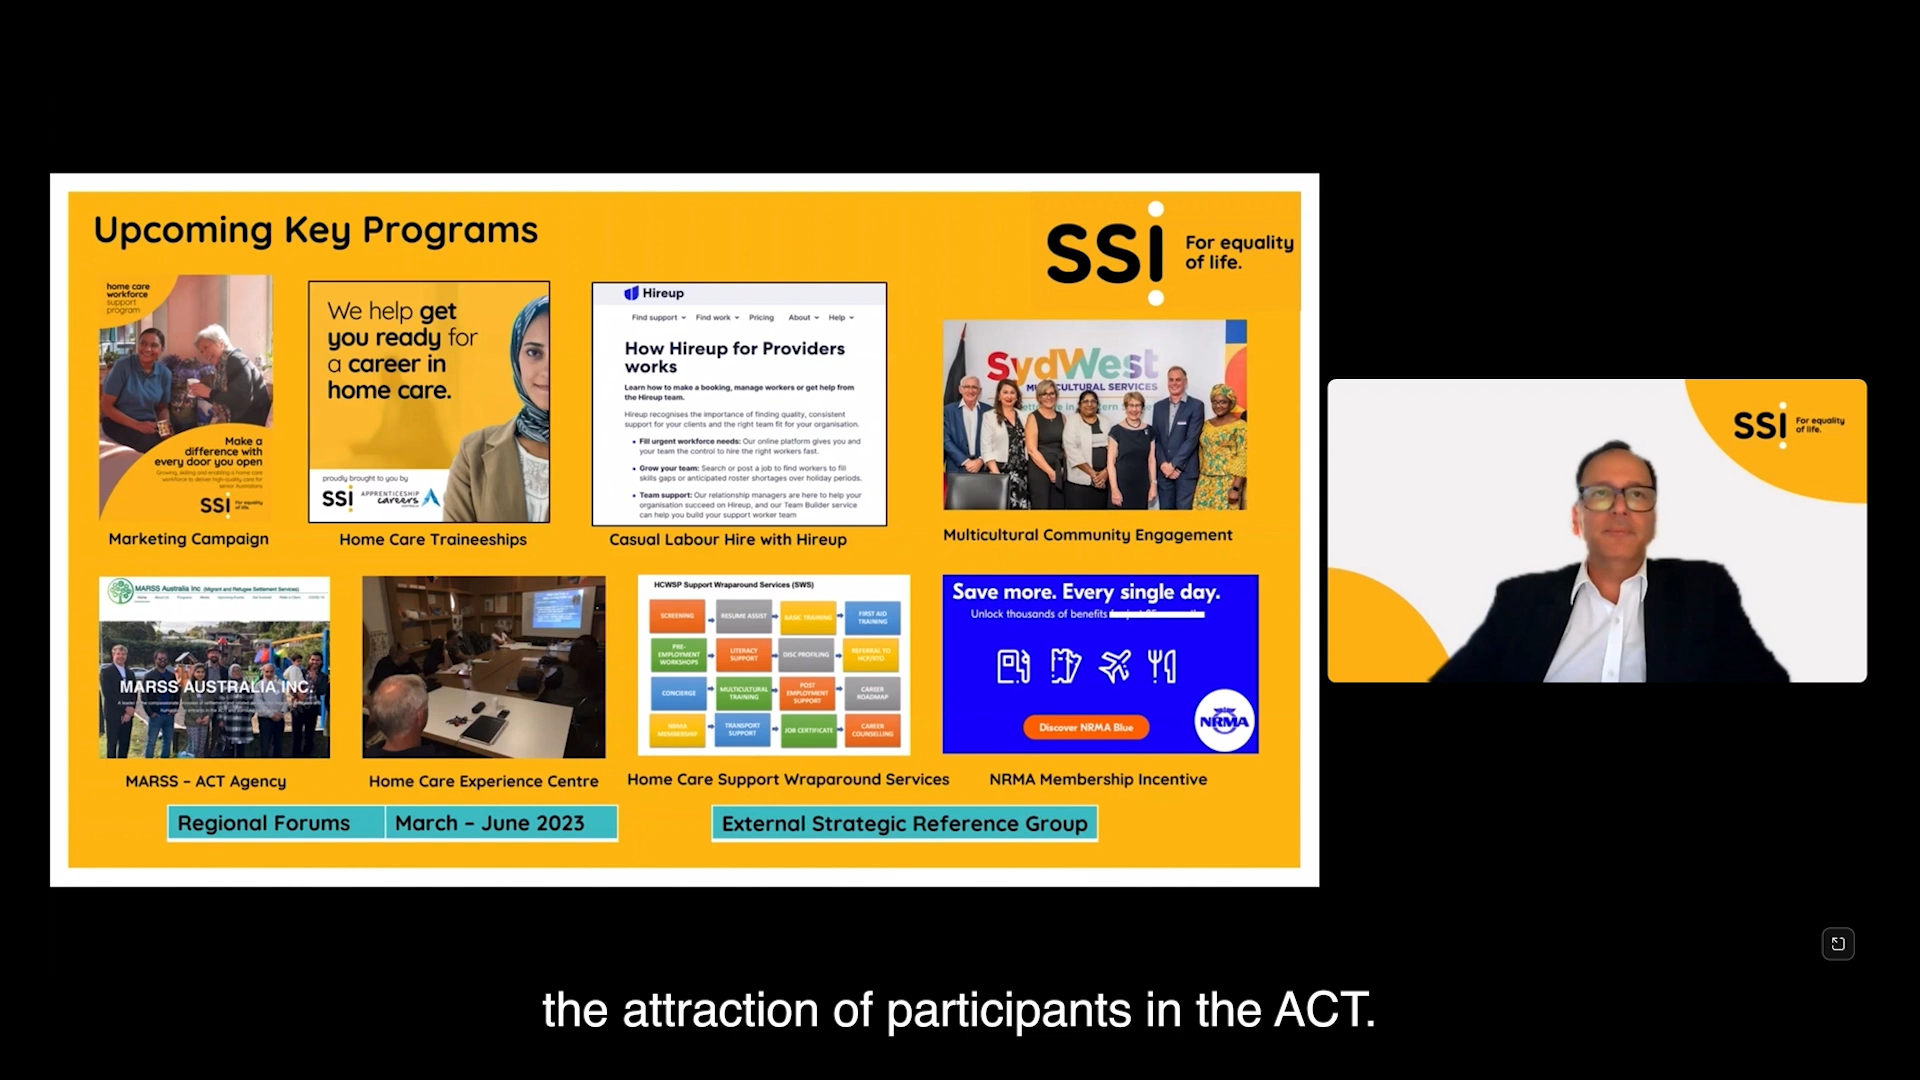 Upcoming Key Programs
SSI
For equality
of life.
home care
workforce
support
program
Make a
difference with
every door you open
Growing, skilling and enabling a home care
workforce to deliver high-quality care for
senior Australians
SSI For equality
of life.
Marketing Campaign
We help get
you ready for
a career in
home care.
proudly brought to you by
SSI APPRENTICESHIP
careers
AUSTRALIA
Home Care Traineeships
Hireup
Find support Find work Pricing About Help
How Hireup for Providers
works
Learn how to make a booking, manage workers or get help from
the Hireup team.
Hireup recognises the importance of finding quality, consistent
support for your clients and the right team fit for your organisation.
• Fill urgent workforce needs: Our online platform gives you and
your team the control to hire the right workers fast.
• Grow your team: Search or post a job to find workers to fill
skills gaps or anticipated roster shortages over holiday periods.
• Team support: Our relationship managers are here to help your
organisation succeed on Hireup, and our Team Builder service
can help you build your support worker team
Casual Labour Hire with Hireup
SydWest
MULTICULTURAL SERVICES
Multicultural Community Engagement
MARSS Australia Inc (Migrant and Refugee Settlement Services)
MARSS AUSTRALIA INC.
MARSS – ACT Agency
Home Care Experience Centre
HCWSP Support Wraparound Services (SWS)
SCREENING RESUME ASSIST BASIC TRAINING FIRST AID
TRAINING
PRE-
EMPLOYMENT
WORKSHOPS
LITERACY
SUPPORT
DISC PROFILING
REFERRAL TO
HCP/RTO
CONCIERGE
MULTICULTURAL
TRAINING
POST
EMPLOYMENT
SUPPORT
CAREER
ROADMAP
NRMA
MEMBERSHIP
TRANSPORT
SUPPORT
JOB CERTIFICATE
CAREER
COUNSELLING
Home Care Support Wraparound Services
Save more. Every single day.
Unlock thousands of benefits
Discover NRMA Blue
NRMA
NRMA Membership Incentive
Regional Forums March – June 2023
External Strategic Reference Group
SSI For equality
of life.
the attraction of participants in the ACT.